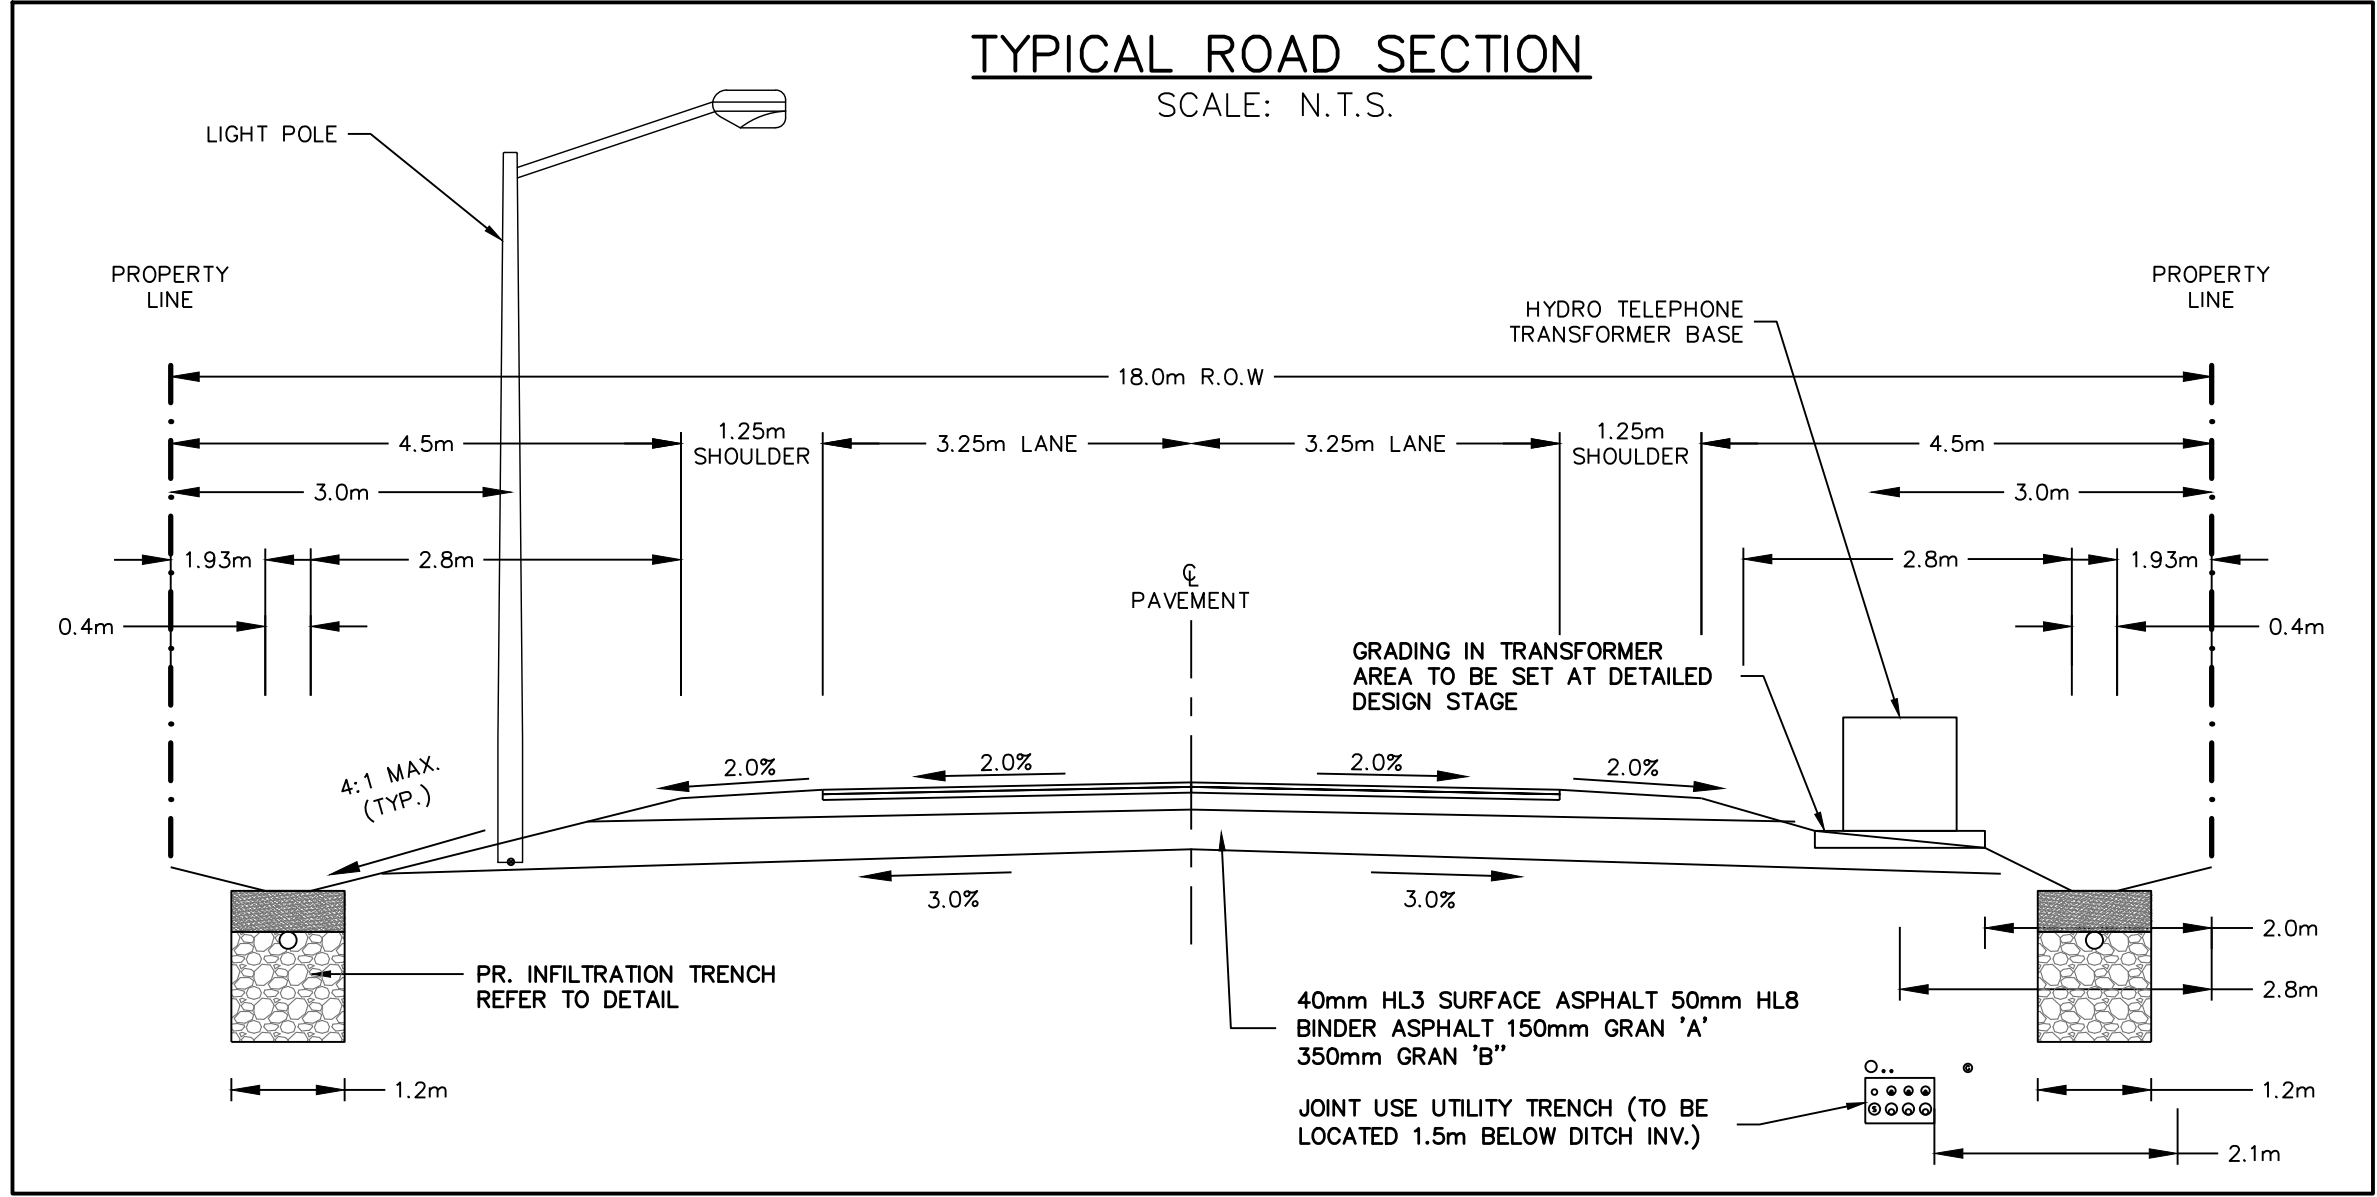 TYPICAL ROAD SECTION
SCALE: N.T.S.
LIGHT POLE
PROPERTY
LINE
PROPERTY
LINE
HYDRO TELEPHONE
TRANSFORMER BASE
18.0m R.O.W
4.5m
1.25m
SHOULDER
3.25m LANE
3.25m LANE
1.25m
SHOULDER
4.5m
3.0m
3.0m
1.93m
2.8m
2.8m
1.93m
℄
PAVEMENT
0.4m
0.4m
GRADING IN TRANSFORMER
AREA TO BE SET AT DETAILED
DESIGN STAGE
4:1 MAX.
(TYP.)
2.0%
2.0%
2.0%
2.0%
3.0%
3.0%
2.0m
PR. INFILTRATION TRENCH
REFER TO DETAIL
2.8m
40mm HL3 SURFACE ASPHALT 50mm HL8
BINDER ASPHALT 150mm GRAN 'A'
350mm GRAN 'B"
1.2m
1.2m
JOINT USE UTILITY TRENCH (TO BE
LOCATED 1.5m BELOW DITCH INV.)
2.1m